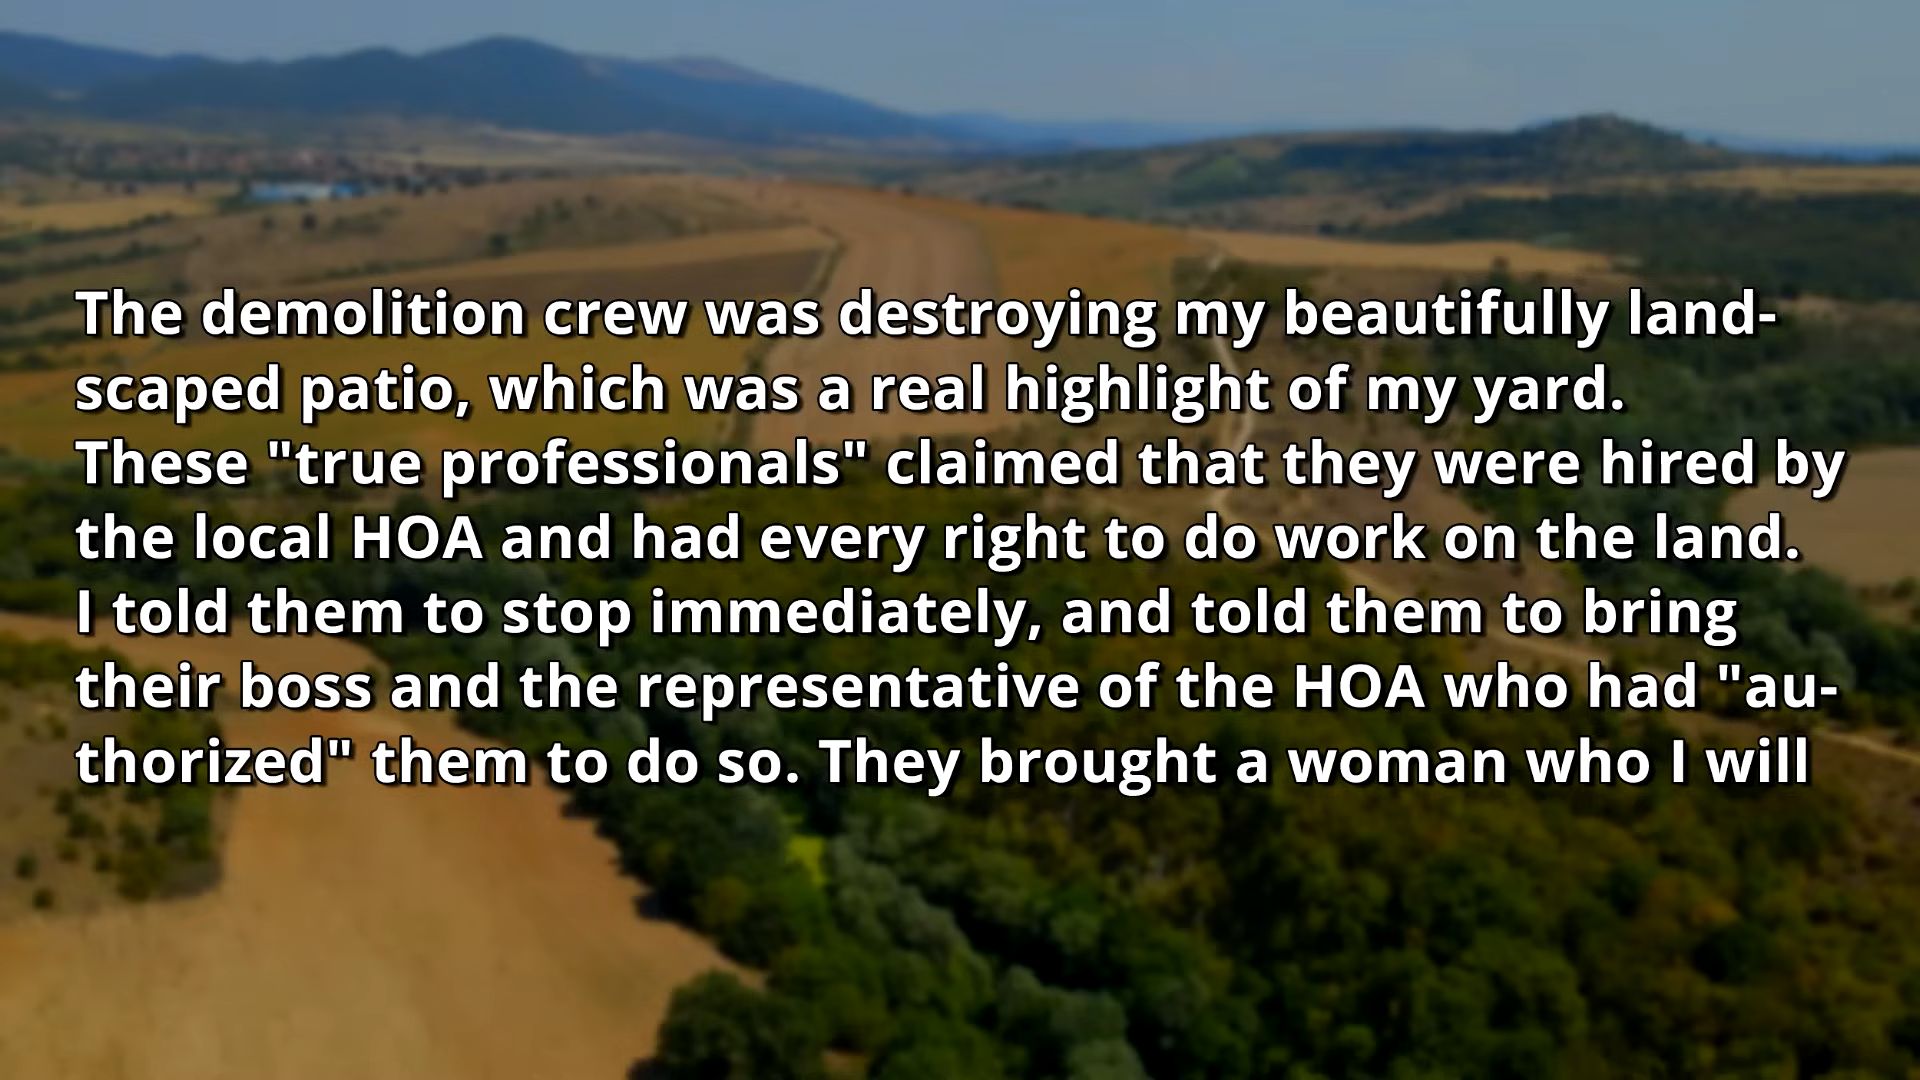 The demolition crew was destroying my beautifully land-
scaped patio, which was a real highlight of my yard.
These "true professionals" claimed that they were hired by
the local HOA and had every right to do work on the land.
I told them to stop immediately, and told them to bring
their boss and the representative of the HOA who had "au-
thorized" them to do so. They brought a woman who I will